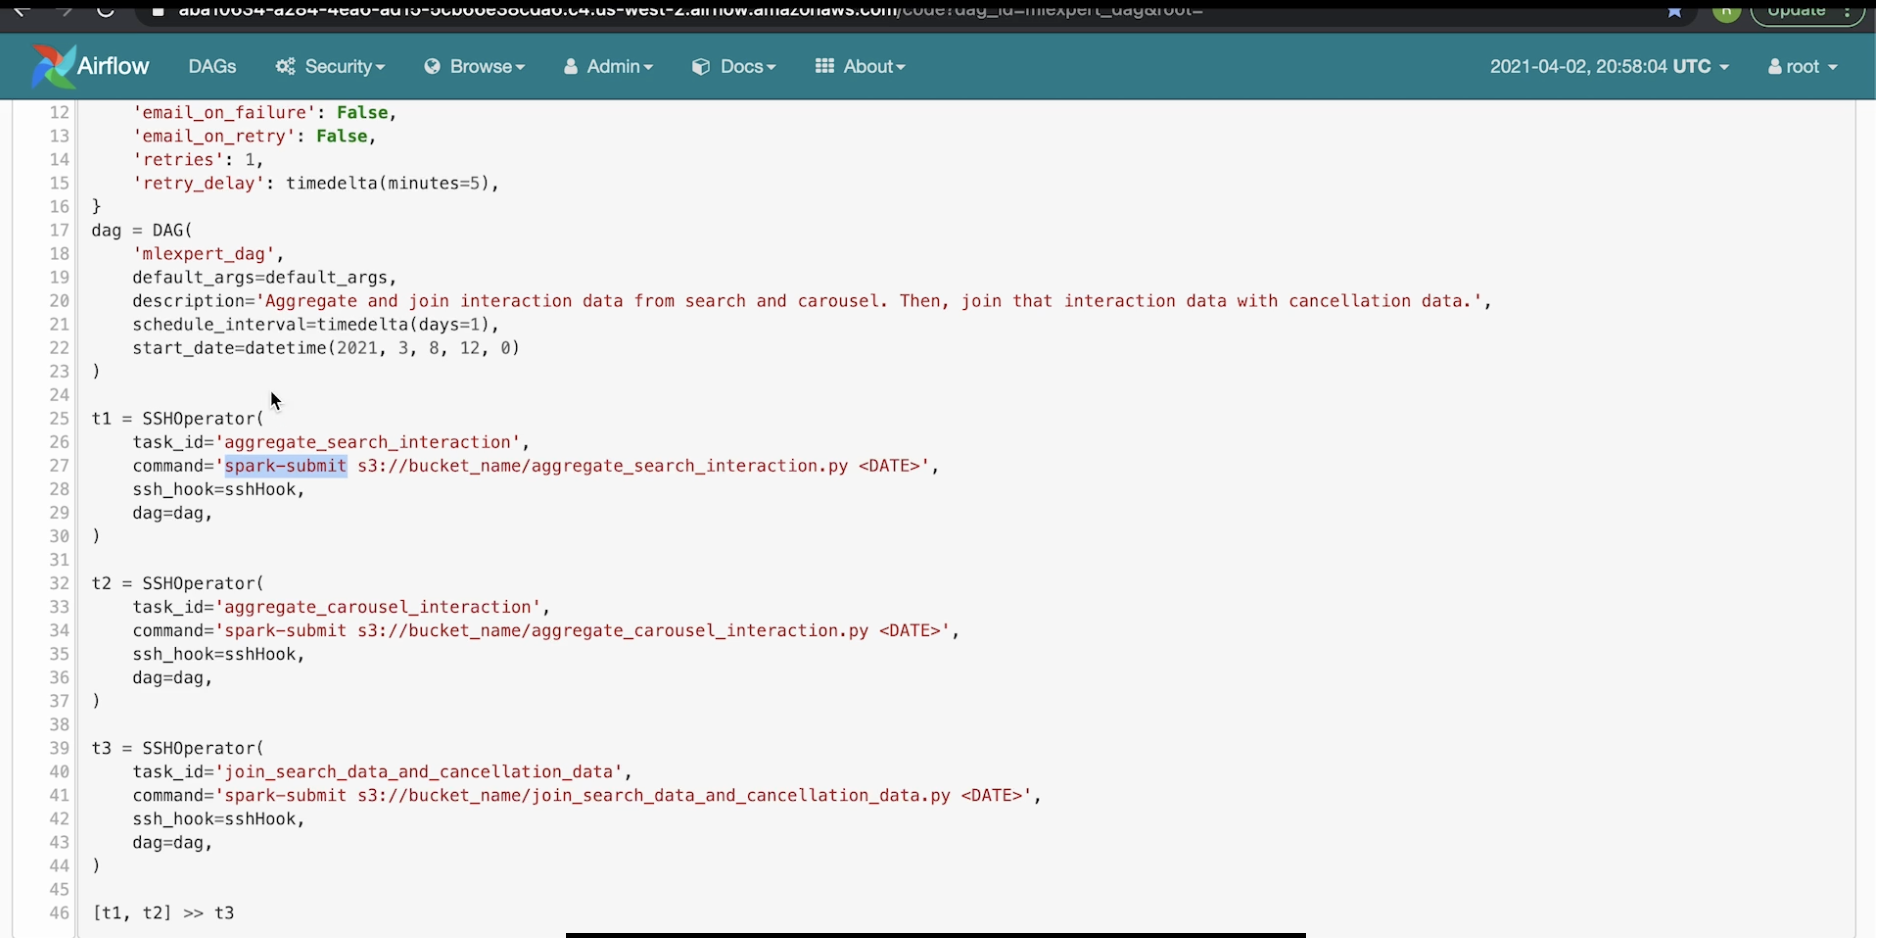 aba10634-a284-4ea6-ad15-5cb66e38cda6.c4.us-west-2.airflow.amazonaws.com/code?dag_id=mlexpert_dag&root=
Update
Airflow DAGs Security Browse Admin Docs About 2021-04-02, 20:58:04 UTC root
12 'email_on_failure': False,
13 'email_on_retry': False,
14 'retries': 1,
15 'retry_delay': timedelta(minutes=5),
16 }
17 dag = DAG(
18 'mlexpert_dag',
19 default_args=default_args,
20 description='Aggregate and join interaction data from search and carousel. Then, join that interaction data with cancellation data.',
21 schedule_interval=timedelta(days=1),
22 start_date=datetime(2021, 3, 8, 12, 0)
23 )
24
25 t1 = SSHOperator(
26 task_id='aggregate_search_interaction',
27 command='spark-submit s3://bucket_name/aggregate_search_interaction.py <DATE>',
28 ssh_hook=sshHook,
29 dag=dag,
30 )
31
32 t2 = SSHOperator(
33 task_id='aggregate_carousel_interaction',
34 command='spark-submit s3://bucket_name/aggregate_carousel_interaction.py <DATE>',
35 ssh_hook=sshHook,
36 dag=dag,
37 )
38
39 t3 = SSHOperator(
40 task_id='join_search_data_and_cancellation_data',
41 command='spark-submit s3://bucket_name/join_search_data_and_cancellation_data.py <DATE>',
42 ssh_hook=sshHook,
43 dag=dag,
44 )
45
46 [t1, t2] >> t3